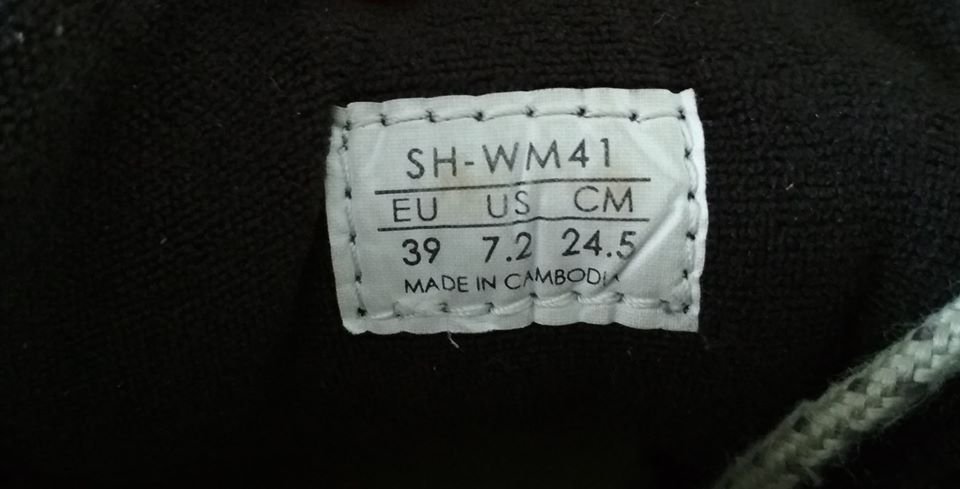 SH-WM41
EU US CM
39 7.2 24.5
MADE IN CAMBODIA